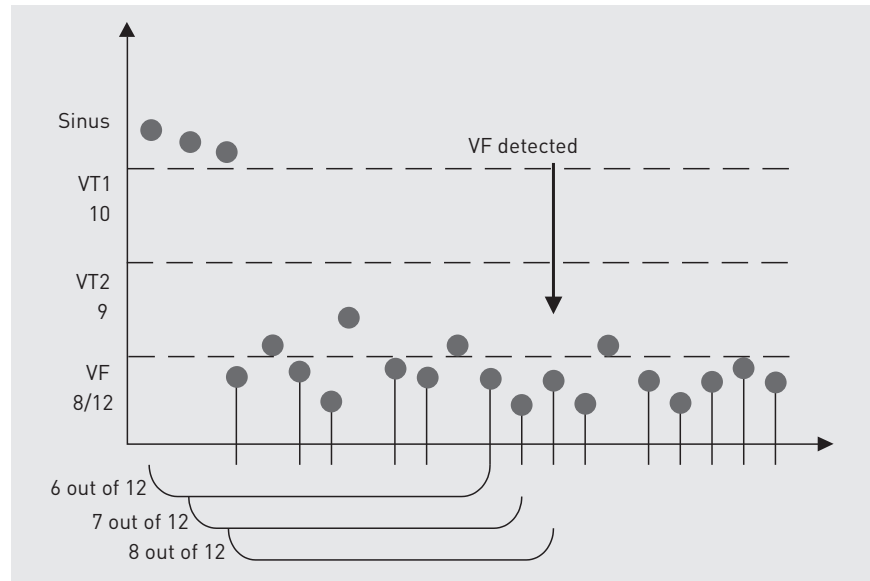 Sinus
VF detected
VT1
10
VT2
9
VF
8/12
6 out of 12
7 out of 12
8 out of 12